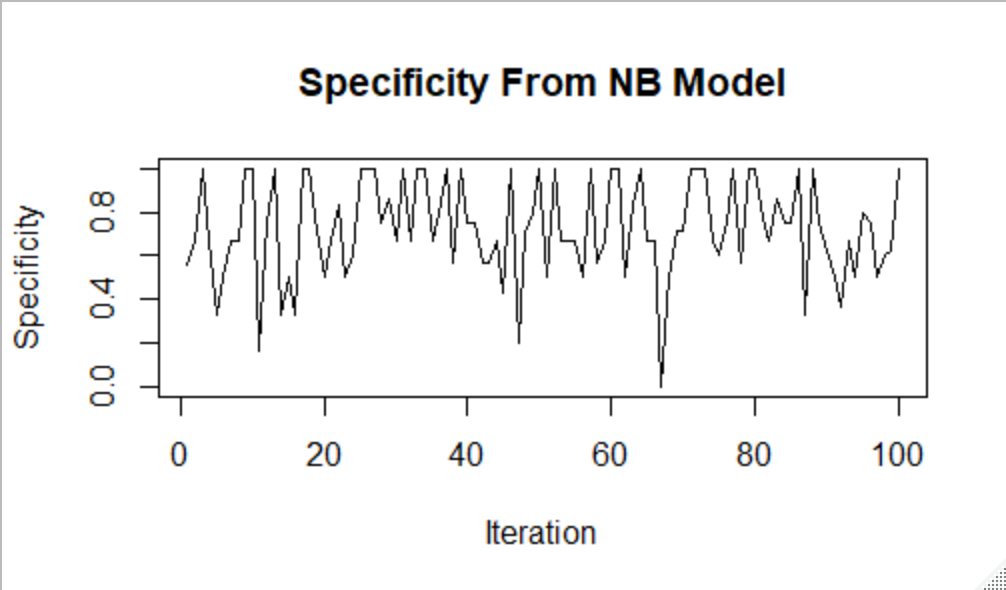 Specificity From NB Model
Specificity
0.0 0.4 0.8
0 20 40 60 80 100
Iteration